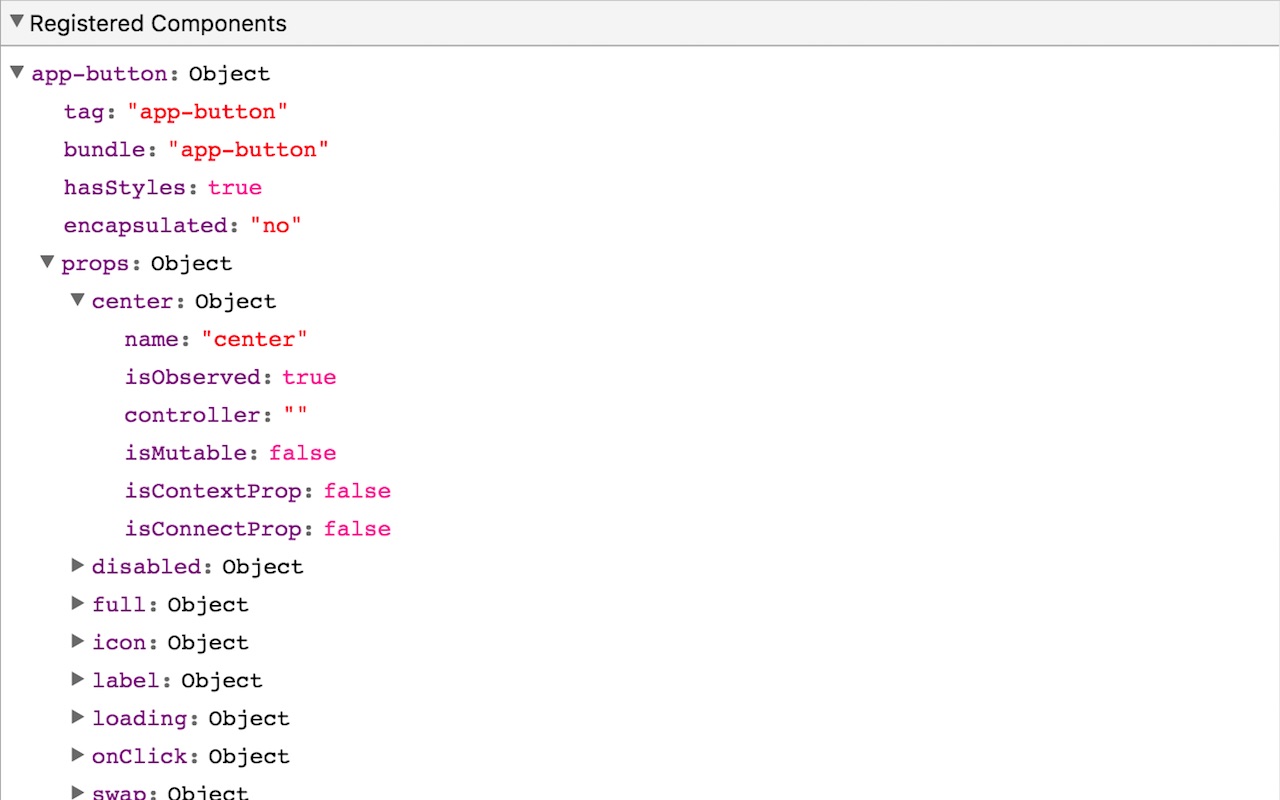 Registered Components
app-button: Object
tag: "app-button"
bundle: "app-button"
hasStyles: true
encapsulated: "no"
props: Object
center: Object
name: "center"
isObserved: true
controller: ""
isMutable: false
isContextProp: false
isConnectProp: false
disabled: Object
full: Object
icon: Object
label: Object
loading: Object
onClick: Object
swap: Object